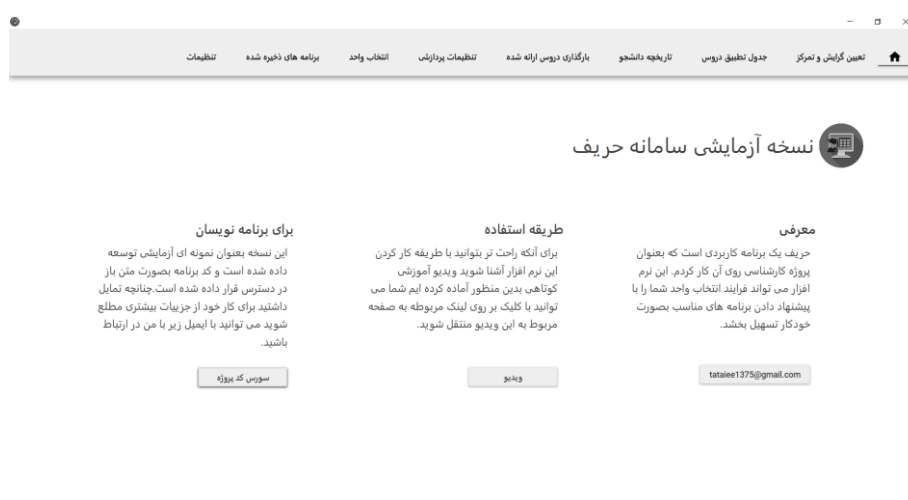 تعیین گرایش و تمرکز
جدول تطبیق دروس
تاریخچه دانشجو
بارگذاری دروس ارائه شده
تنظیمات پردازشی
انتخاب واحد
برنامه های ذخیره شده
تنظیمات
نسخه آزمایشی سامانه حریف
معرفی
حریف یک برنامه کاربردی است که بعنوان
پروژه کارشناسی روی آن کار کردم. این نرم
افزار می تواند فرایند انتخاب واحد شما را با
پیشنهاد دادن برنامه های مناسب بصورت
خودکار تسهیل بخشد.
tataiee1375@gmail.com
طریقه استفاده
برای آنکه راحت تر بتوانید با طریقه کار کردن
این نرم افزار آشنا شوید ویدیو آموزشی
کوتاهی بدین منظور آماده کرده ایم شما می
توانید با کلیک بر روی لینک مربوطه به صفحه
مربوط به این ویدیو منتقل شوید.
ویدیو
برای برنامه نویسان
این نسخه بعنوان نمونه ای آزمایشی توسعه
داده شده است و کد برنامه بصورت متن باز
در دسترس قرار داده شده است.چنانچه تمایل
داشتید برای کار خود از جزییات بیشتری مطلع
شوید می توانید با ایمیل زیر با من در ارتباط
باشید.
سورس کد پروژه